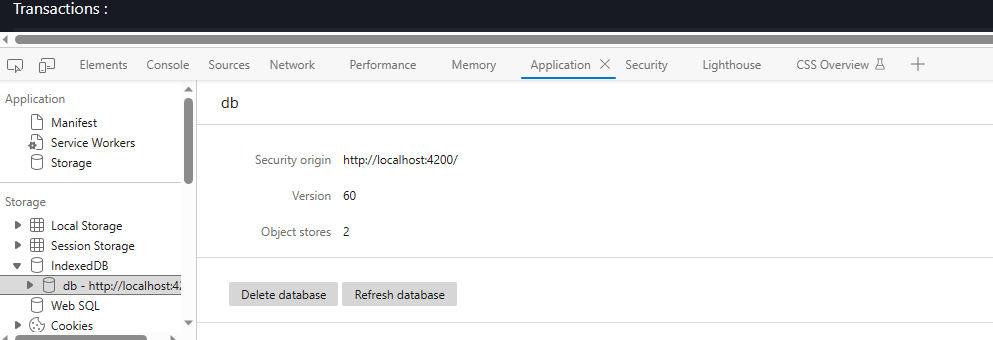 Transactions :
Elements Console Sources Network Performance Memory Application Security Lighthouse CSS Overview
Application
Manifest
Service Workers
Storage
Storage
Local Storage
Session Storage
IndexedDB
db - http://localhost:42
Web SQL
Cookies
db
Security origin http://localhost:4200/
Version 60
Object stores 2
Delete database Refresh database